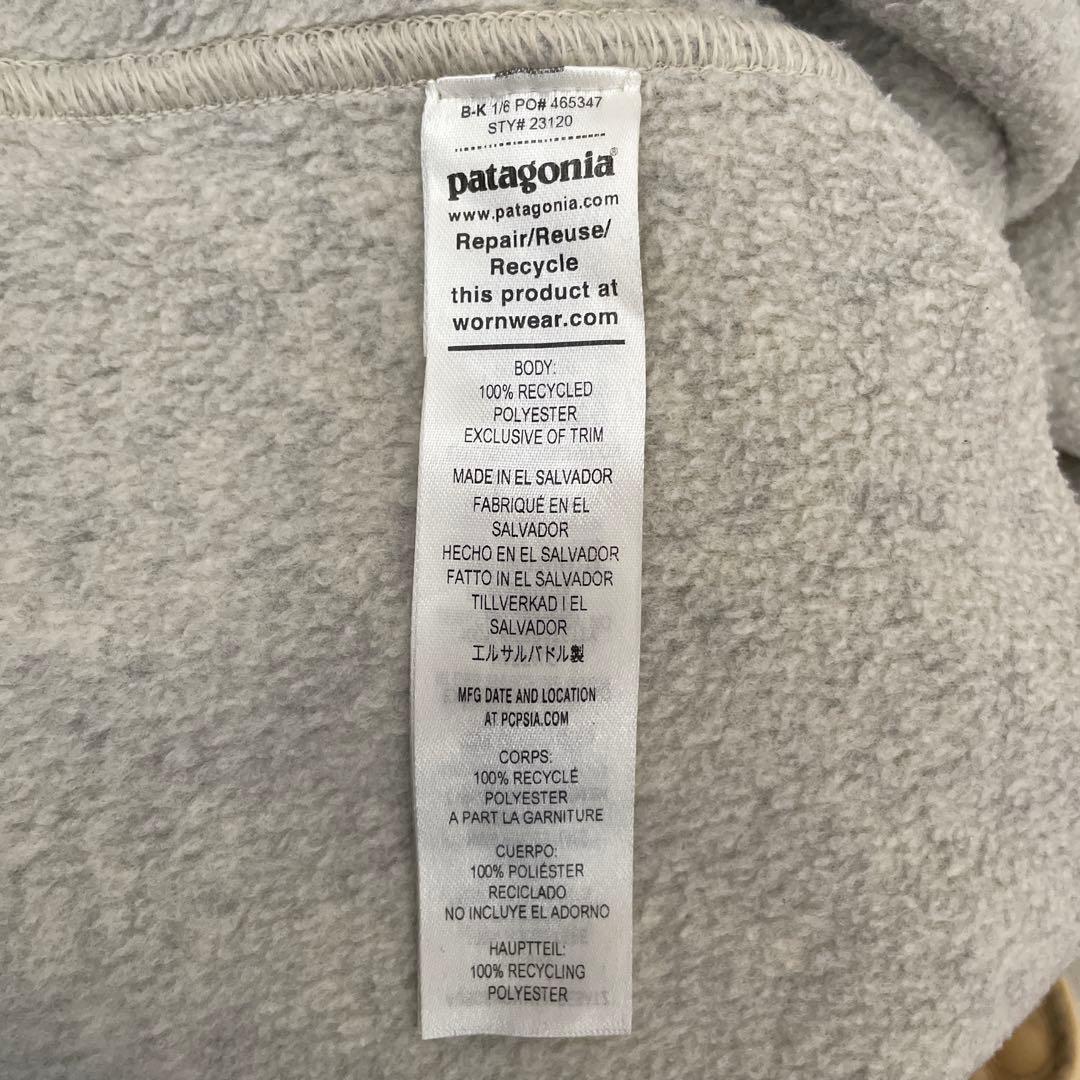 B-K 1/6 PO# 465347
STY# 23120
patagonia®
www.patagonia.com
Repair/Reuse/
Recycle
this product at
wornwear.com
BODY:
100% RECYCLED
POLYESTER
EXCLUSIVE OF TRIM
MADE IN EL SALVADOR
FABRIQUÉ EN EL
SALVADOR
HECHO EN EL SALVADOR
FATTO IN EL SALVADOR
TILLVERKAD I EL
SALVADOR
エルサルバドル製
MFG DATE AND LOCATION
AT PCPSIA.COM
CORPS:
100% RECYCLÉ
POLYESTER
A PART LA GARNITURE
CUERPO:
100% POLIÉSTER
RECICLADO
NO INCLUYE EL ADORNO
HAUPTTEIL:
100% RECYCLING
POLYESTER